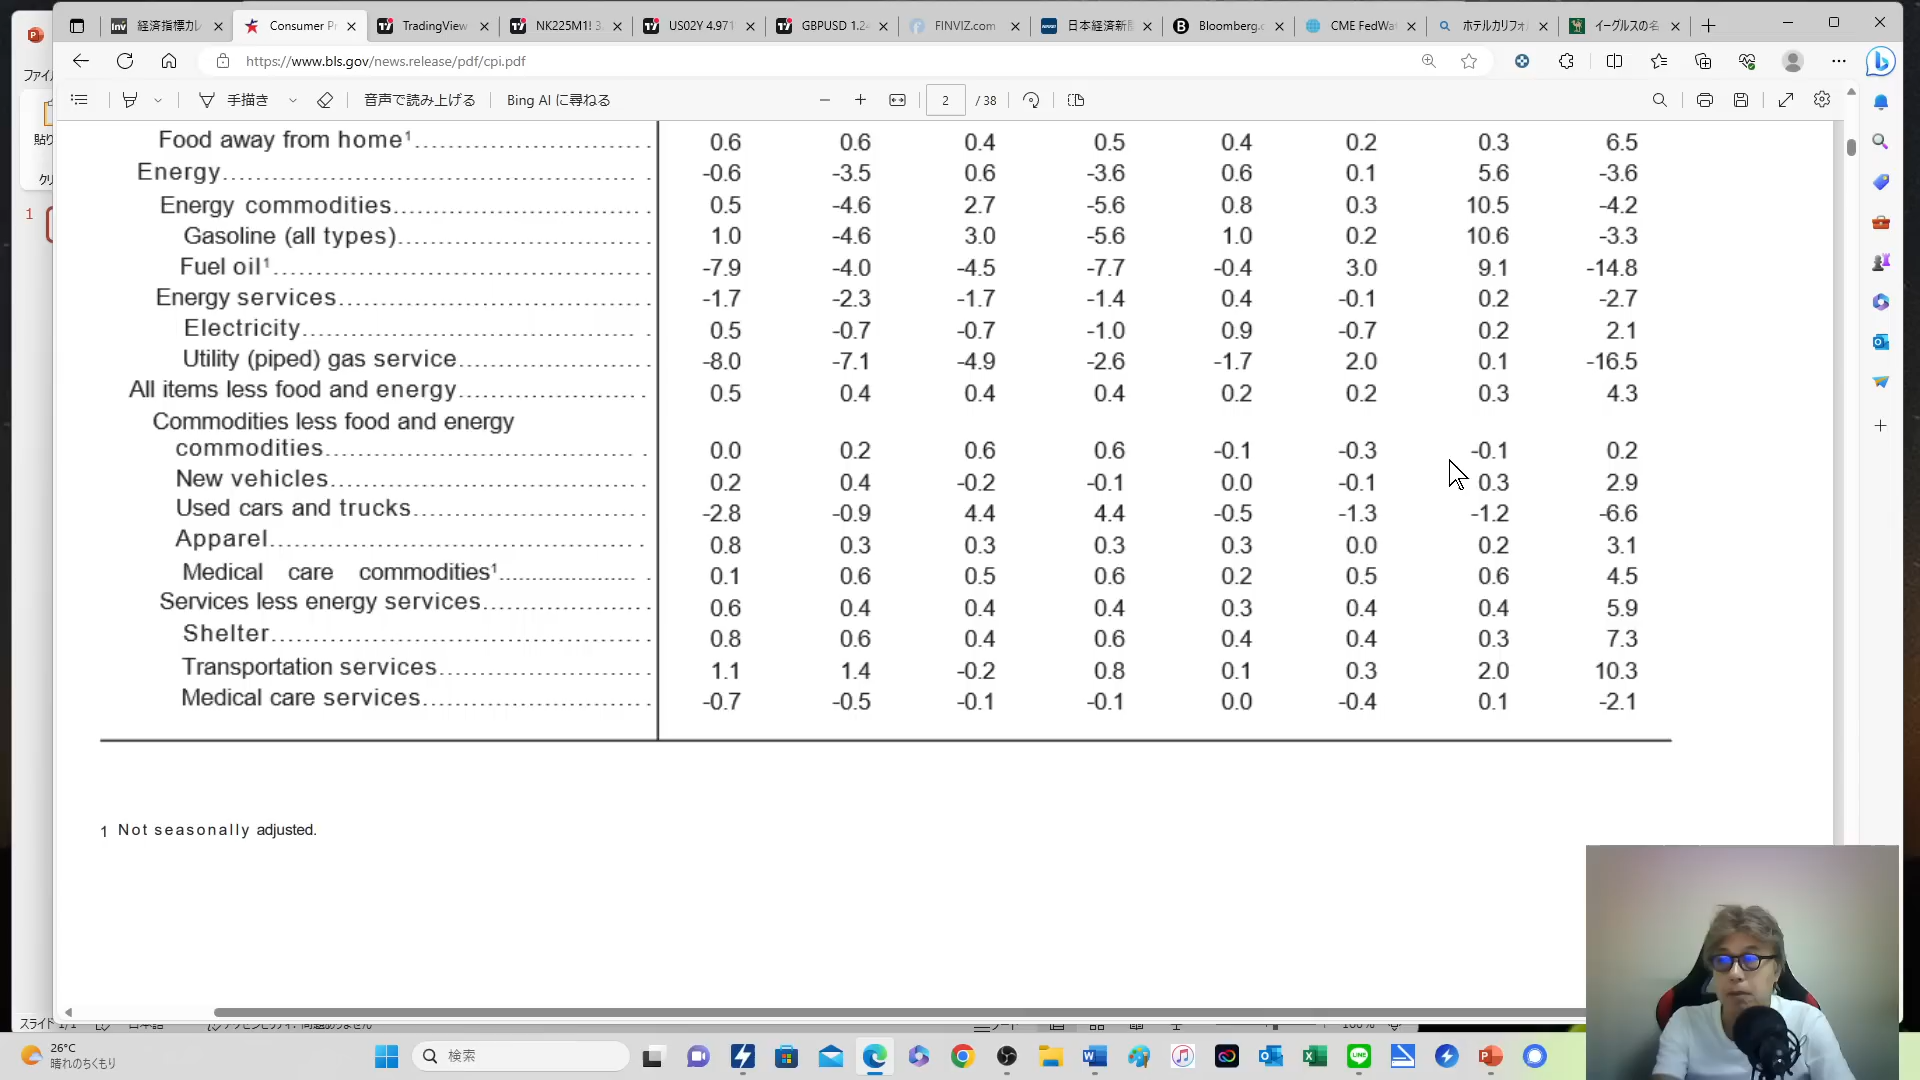 経済指標カレ
Consumer Pr
TradingView
NK225M1! 3
US02Y 4.971
GBPUSD 1.24
FINVIZ.com
日本経済新聞
Bloomberg.
CME FedWat
ホテルカリフォ
イーグルスの名
https://www.bls.gov/news.release/pdf/cpi.pdf
手描き
音声で読み上げる
Bing AI に尋ねる
2 / 38
ファイ
貼り
クリ
1
Food away from home¹ 0.6 0.6 0.4 0.5 0.4 0.2 0.3 6.5
Energy -0.6 -3.5 0.6 -3.6 0.6 0.1 5.6 -3.6
Energy commodities 0.5 -4.6 2.7 -5.6 0.8 0.3 10.5 -4.2
Gasoline (all types) 1.0 -4.6 3.0 -5.6 1.0 0.2 10.6 -3.3
Fuel oil¹ -7.9 -4.0 -4.5 -7.7 -0.4 3.0 9.1 -14.8
Energy services -1.7 -2.3 -1.7 -1.4 0.4 -0.1 0.2 -2.7
Electricity 0.5 -0.7 -0.7 -1.0 0.9 -0.7 0.2 2.1
Utility (piped) gas service -8.0 -7.1 -4.9 -2.6 -1.7 2.0 0.1 -16.5
All items less food and energy 0.5 0.4 0.4 0.4 0.2 0.2 0.3 4.3
Commodities less food and energy
commodities 0.0 0.2 0.6 0.6 -0.1 -0.3 -0.1 0.2
New vehicles 0.2 0.4 -0.2 -0.1 0.0 -0.1 0.3 2.9
Used cars and trucks -2.8 -0.9 4.4 4.4 -0.5 -1.3 -1.2 -6.6
Apparel 0.8 0.3 0.3 0.3 0.3 0.0 0.2 3.1
Medical care commodities¹ 0.1 0.6 0.5 0.6 0.2 0.5 0.6 4.5
Services less energy services 0.6 0.4 0.4 0.4 0.3 0.4 0.4 5.9
Shelter 0.8 0.6 0.4 0.6 0.4 0.4 0.3 7.3
Transportation services 1.1 1.4 -0.2 0.8 0.1 0.3 2.0 10.3
Medical care services -0.7 -0.5 -0.1 -0.1 0.0 -0.4 0.1 -2.1
1 Not seasonally adjusted.
スライド 1/1
26°C
晴れのちくもり
検索